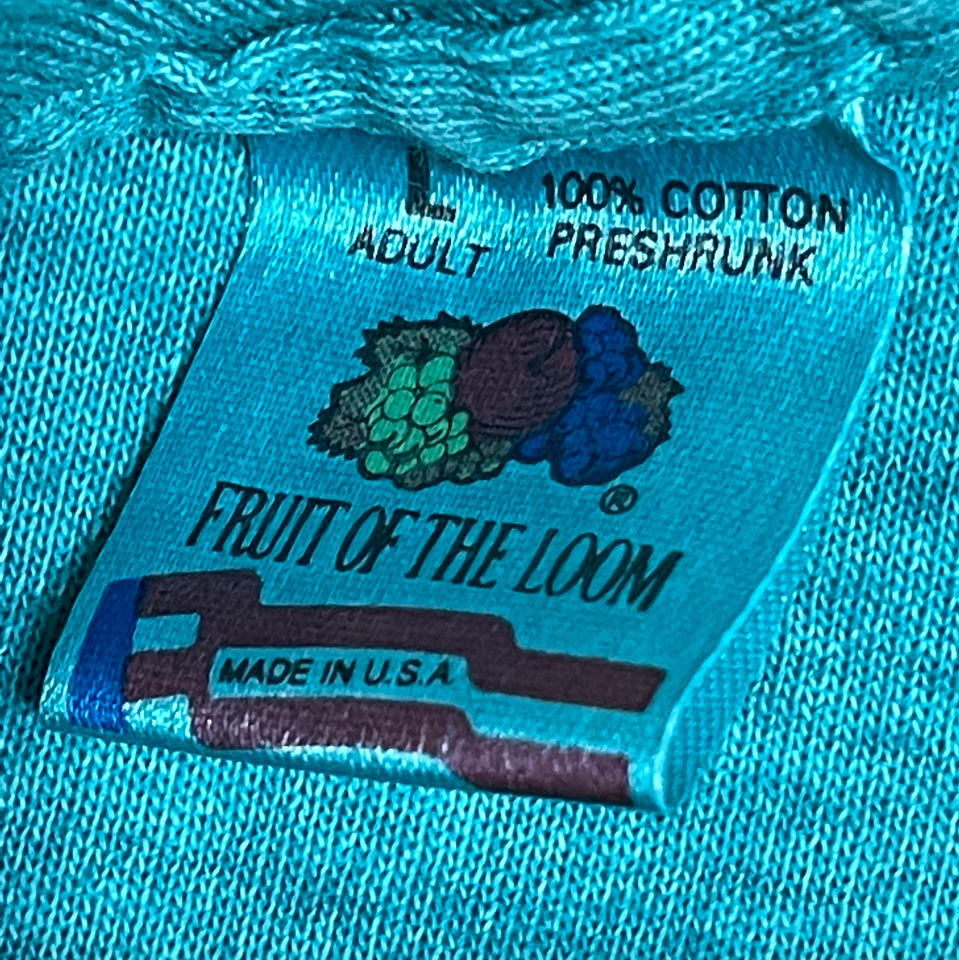 L
ADULT
100% COTTON
PRESHRUNK
®
FRUIT OF THE LOOM
MADE IN U.S.A.